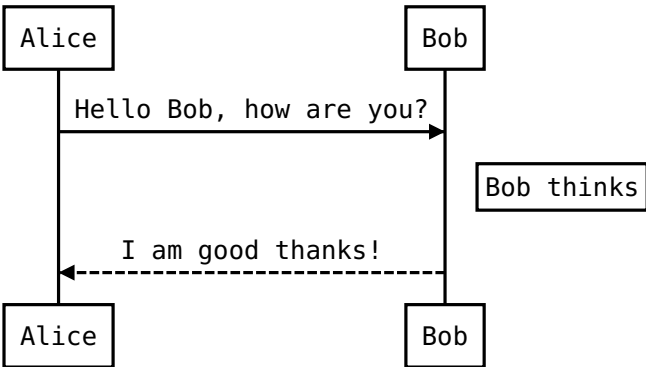 Alice
Bob
Hello Bob, how are you?
Bob thinks
I am good thanks!
Alice
Bob